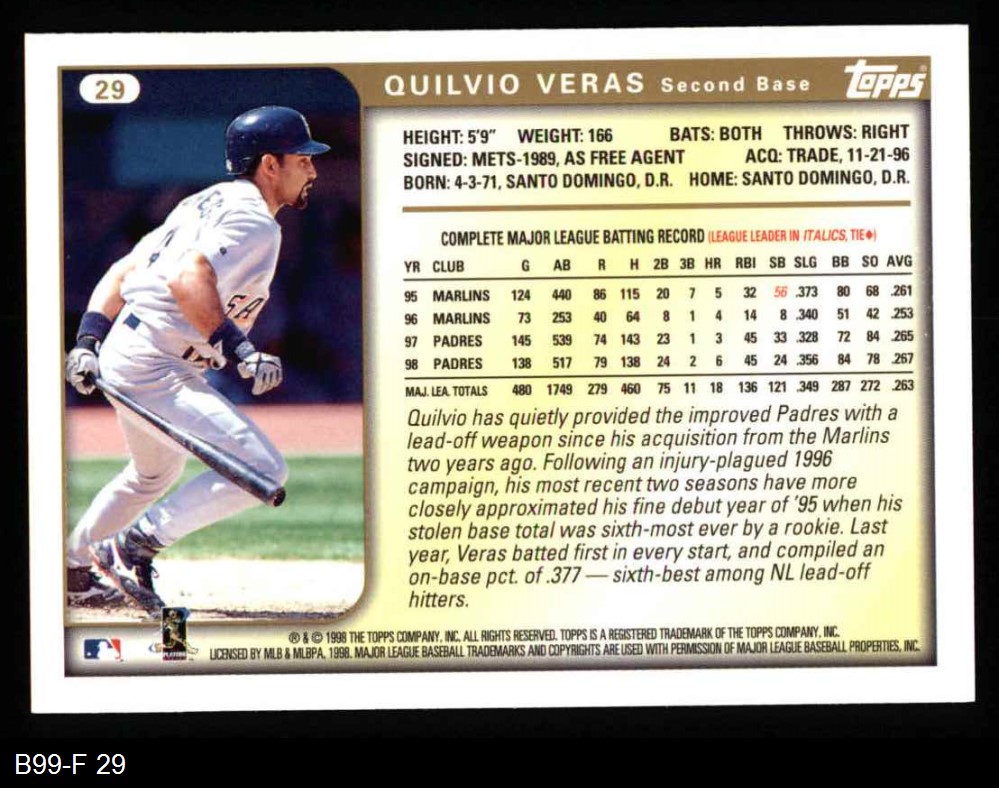 29
QUILVIO VERAS Second Base
Topps
HEIGHT: 5'9" WEIGHT: 166 BATS: BOTH THROWS: RIGHT
SIGNED: METS-1989, AS FREE AGENT ACQ: TRADE, 11-21-96
BORN: 4-3-71, SANTO DOMINGO, D.R. HOME: SANTO DOMINGO, D.R.
COMPLETE MAJOR LEAGUE BATTING RECORD (LEAGUE LEADER IN ITALICS, TIE♦)
YR CLUB G AB R H 2B 3B HR RBI SB SLG BB SO AVG
95 MARLINS 124 440 86 115 20 7 5 32 56 .373 80 68 .261
96 MARLINS 73 253 40 64 8 1 4 14 8 .340 51 42 .253
97 PADRES 145 539 74 143 23 1 3 45 33 .328 72 84 .265
98 PADRES 138 517 79 138 24 2 6 45 24 .356 84 78 .267
MAJ. LEA. TOTALS 480 1749 279 460 75 11 18 136 121 .349 287 272 .263
Quilvio has quietly provided the improved Padres with a
lead-off weapon since his acquisition from the Marlins
two years ago. Following an injury-plagued 1996
campaign, his most recent two seasons have more
closely approximated his fine debut year of '95 when his
stolen base total was sixth-most ever by a rookie. Last
year, Veras batted first in every start, and compiled an
on-base pct. of .377 — sixth-best among NL lead-off
hitters.
® & © 1998 THE TOPPS COMPANY, INC. ALL RIGHTS RESERVED. TOPPS IS A REGISTERED TRADEMARK OF THE TOPPS COMPANY, INC.
LICENSED BY MLB & MLBPA, 1998. MAJOR LEAGUE BASEBALL TRADEMARKS AND COPYRIGHTS ARE USED WITH PERMISSION OF MAJOR LEAGUE BASEBALL PROPERTIES, INC.
B99-F 29